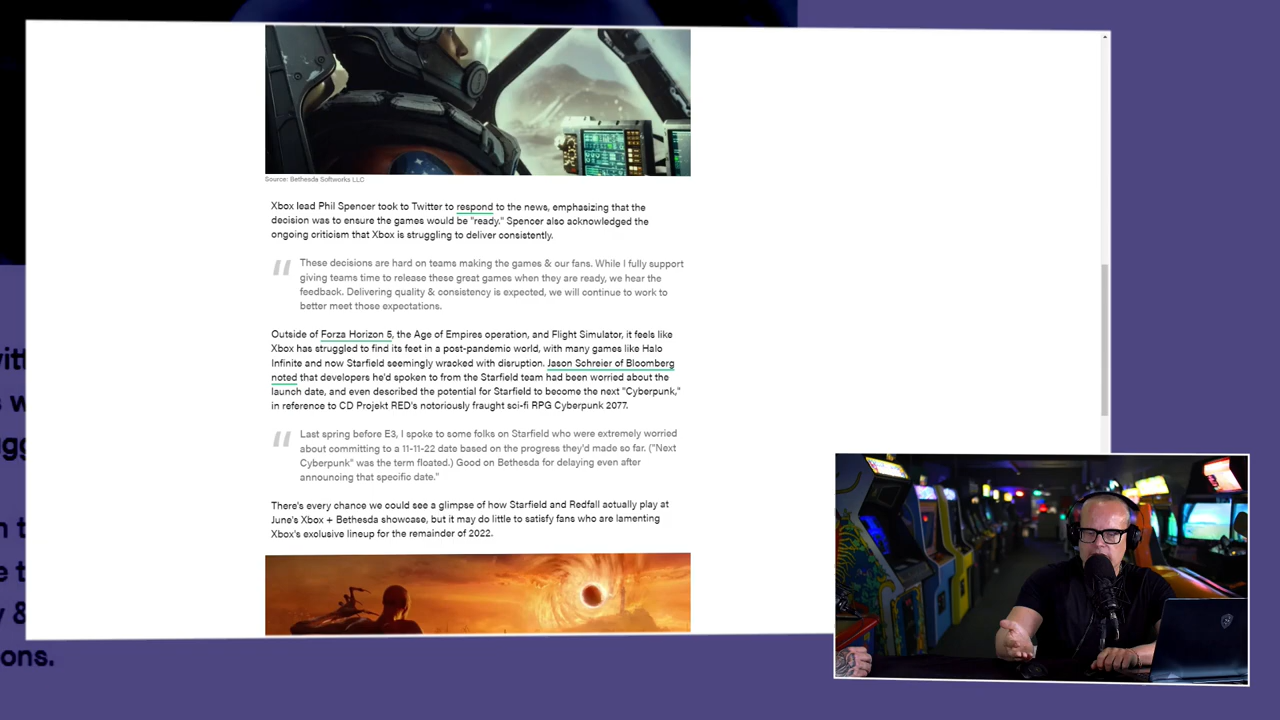 Source: Bethesda Softworks LLC
Xbox lead Phil Spencer took to Twitter to respond to the news, emphasizing that the
decision was to ensure the games would be "ready." Spencer also acknowledged the
ongoing criticism that Xbox is struggling to deliver consistently.
“ These decisions are hard on teams making the games & our fans. While I fully support
giving teams time to release these great games when they are ready, we hear the
feedback. Delivering quality & consistency is expected, we will continue to work to
better meet those expectations.
Outside of Forza Horizon 5, the Age of Empires operation, and Flight Simulator, it feels like
Xbox has struggled to find its feet in a post-pandemic world, with many games like Halo
Infinite and now Starfield seemingly wracked with disruption. Jason Schreier of Bloomberg
noted that developers he'd spoken to from the Starfield team had been worried about the
launch date, and even described the potential for Starfield to become the next "Cyberpunk,"
in reference to CD Projekt RED's notoriously fraught sci-fi RPG Cyberpunk 2077.
“ Last spring before E3, I spoke to some folks on Starfield who were extremely worried
about committing to a 11-11-22 date based on the progress they'd made so far. ("Next
Cyberpunk" was the term floated.) Good on Bethesda for delaying even after
announcing that specific date."
There's every chance we could see a glimpse of how Starfield and Redfall actually play at
June's Xbox + Bethesda showcase, but it may do little to satisfy fans who are lamenting
Xbox's exclusive lineup for the remainder of 2022.
ons.